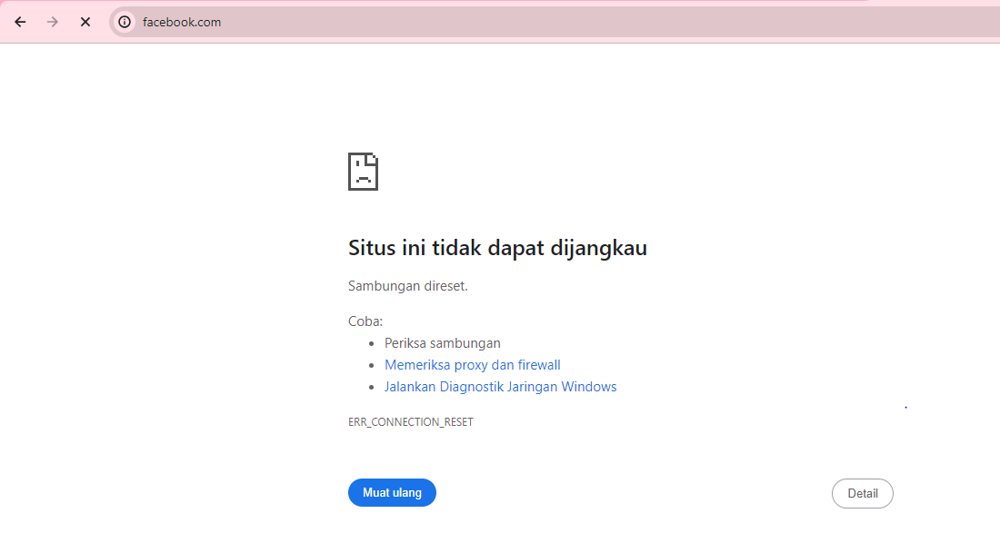 facebook.com
Situs ini tidak dapat dijangkau
Sambungan direset.
Coba:
Periksa sambungan
Memeriksa proxy dan firewall
Jalankan Diagnostik Jaringan Windows
ERR_CONNECTION_RESET
Muat ulang
Detail